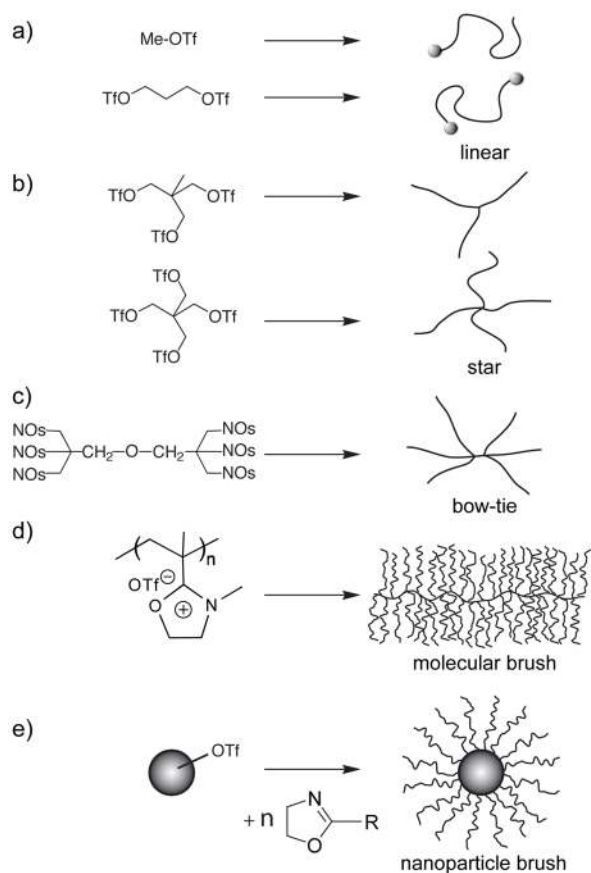 a)
Me-OTf
TfO OTf
linear
b)
TfO OTf
TfO
TfO
TfO OTf
TfO
star
c)
NOs NOs
NOs CH₂ O CH₂ NOs
NOs NOs
bow-tie
d)
n
OTf⊖
O ⊕ N
molecular brush
e)
OTf
+ n N
O R
nanoparticle brush